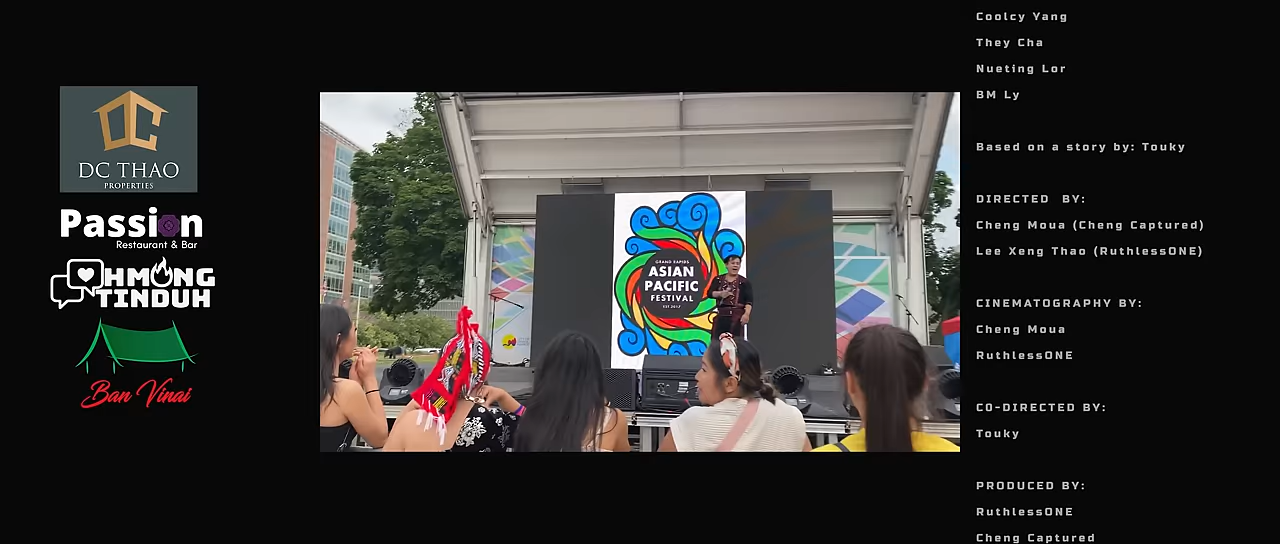 DC THAO
PROPERTIES
Passion
Restaurant & Bar
HMONG
TINDUH
Ban Vinai
GRAND RAPIDS
ASIAN
PACIFIC
FESTIVAL
EST 2017
Coolcy Yang
They Cha
Nueting Lor
BM Ly
Based on a story by: Touky
DIRECTED BY:
Cheng Moua (Cheng Captured)
Lee Xeng Thao (RuthlessONE)
CINEMATOGRAPHY BY:
Cheng Moua
RuthlessONE
CO-DIRECTED BY:
Touky
PRODUCED BY:
RuthlessONE
Cheng Captured